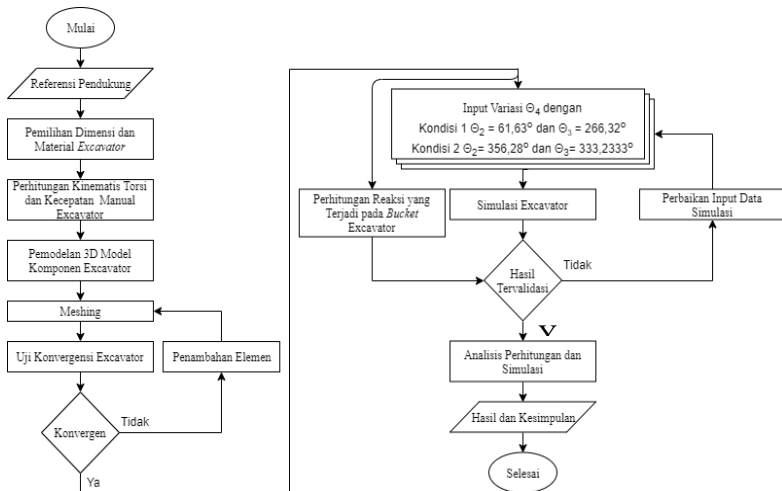 Mulai
Referensi Pendukung
Pemilihan Dimensi dan
Material Excavator
Perhitungan Kinematis Torsi
dan Kecepatan Manual
Excavator
Pemodelan 3D Model
Komponen Excavator
Meshing
Uji Konvergensi Excavator
Penambahan Elemen
Konvergen
Tidak
Ya
Input Variasi Θ₄ dengan
Kondisi 1 Θ₂ = 61,63° dan Θ₃ = 266,32°
Kondisi 2 Θ₂= 356,28° dan Θ₃= 333,2333°
Perhitungan Reaksi yang
Terjadi pada Bucket
Excavator
Simulasi Excavator
Perbaikan Input Data
Simulasi
Hasil
Tervalidasi
Tidak
V
Analisis Perhitungan dan
Simulasi
Hasil dan Kesimpulan
Selesai